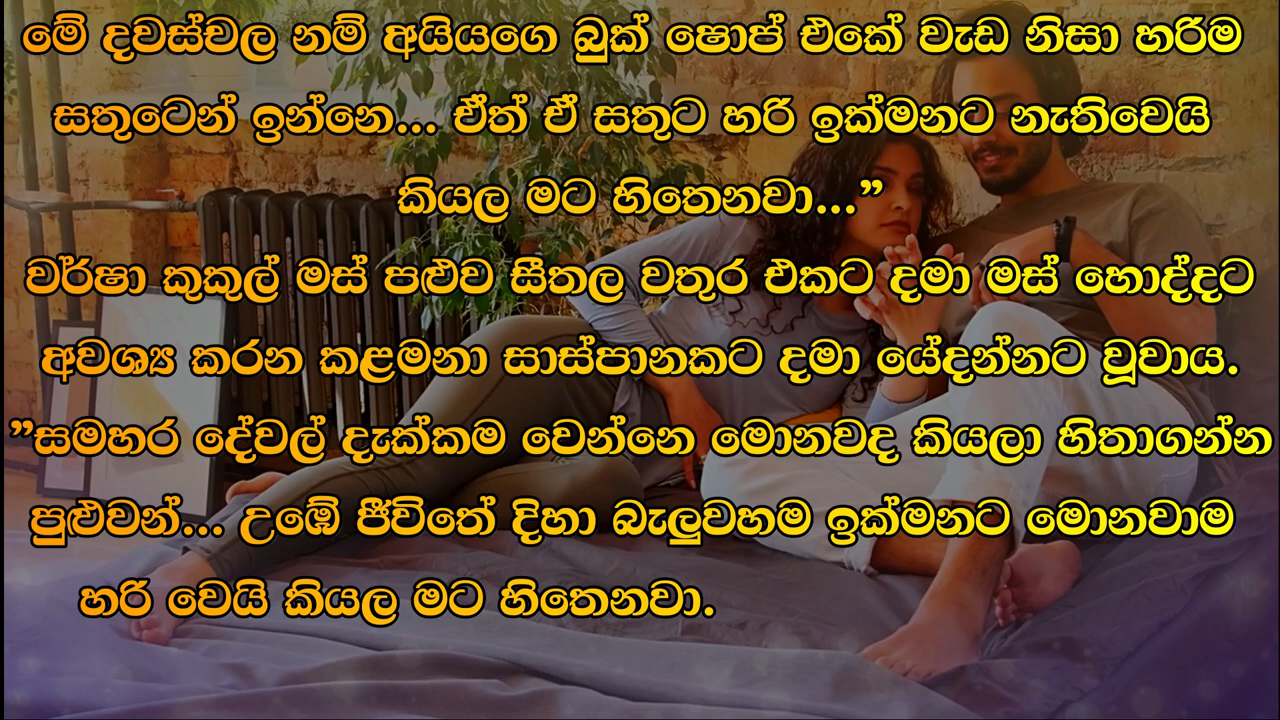 මේ දවස්වල නම් අයියගෙ බුක් ෂොප් එකේ වැඩ නිසා හරිම
සතුටෙන් ඉන්නෙ... ඒත් ඒ සතුට හරි ඉක්මනට නැතිවෙයි
කියල මට හිතෙනවා...”
වර්ෂා කුකුල් මස් පළුව සීතල වතුර එකට දමා මස් හොද්දට
අවශ්‍ය කරන කළමනා සාස්පානකට දමා යේදන්නට වූවාය.
”සමහර දේවල් දැක්කම වෙන්නෙ මොනවද කියලා හිතාගන්න
පුළුවන්... උඹේ ජීවිතේ දිහා බැලුවහම ඉක්මනට මොනවාම
හරි වෙයි කියල මට හිතෙනවා.